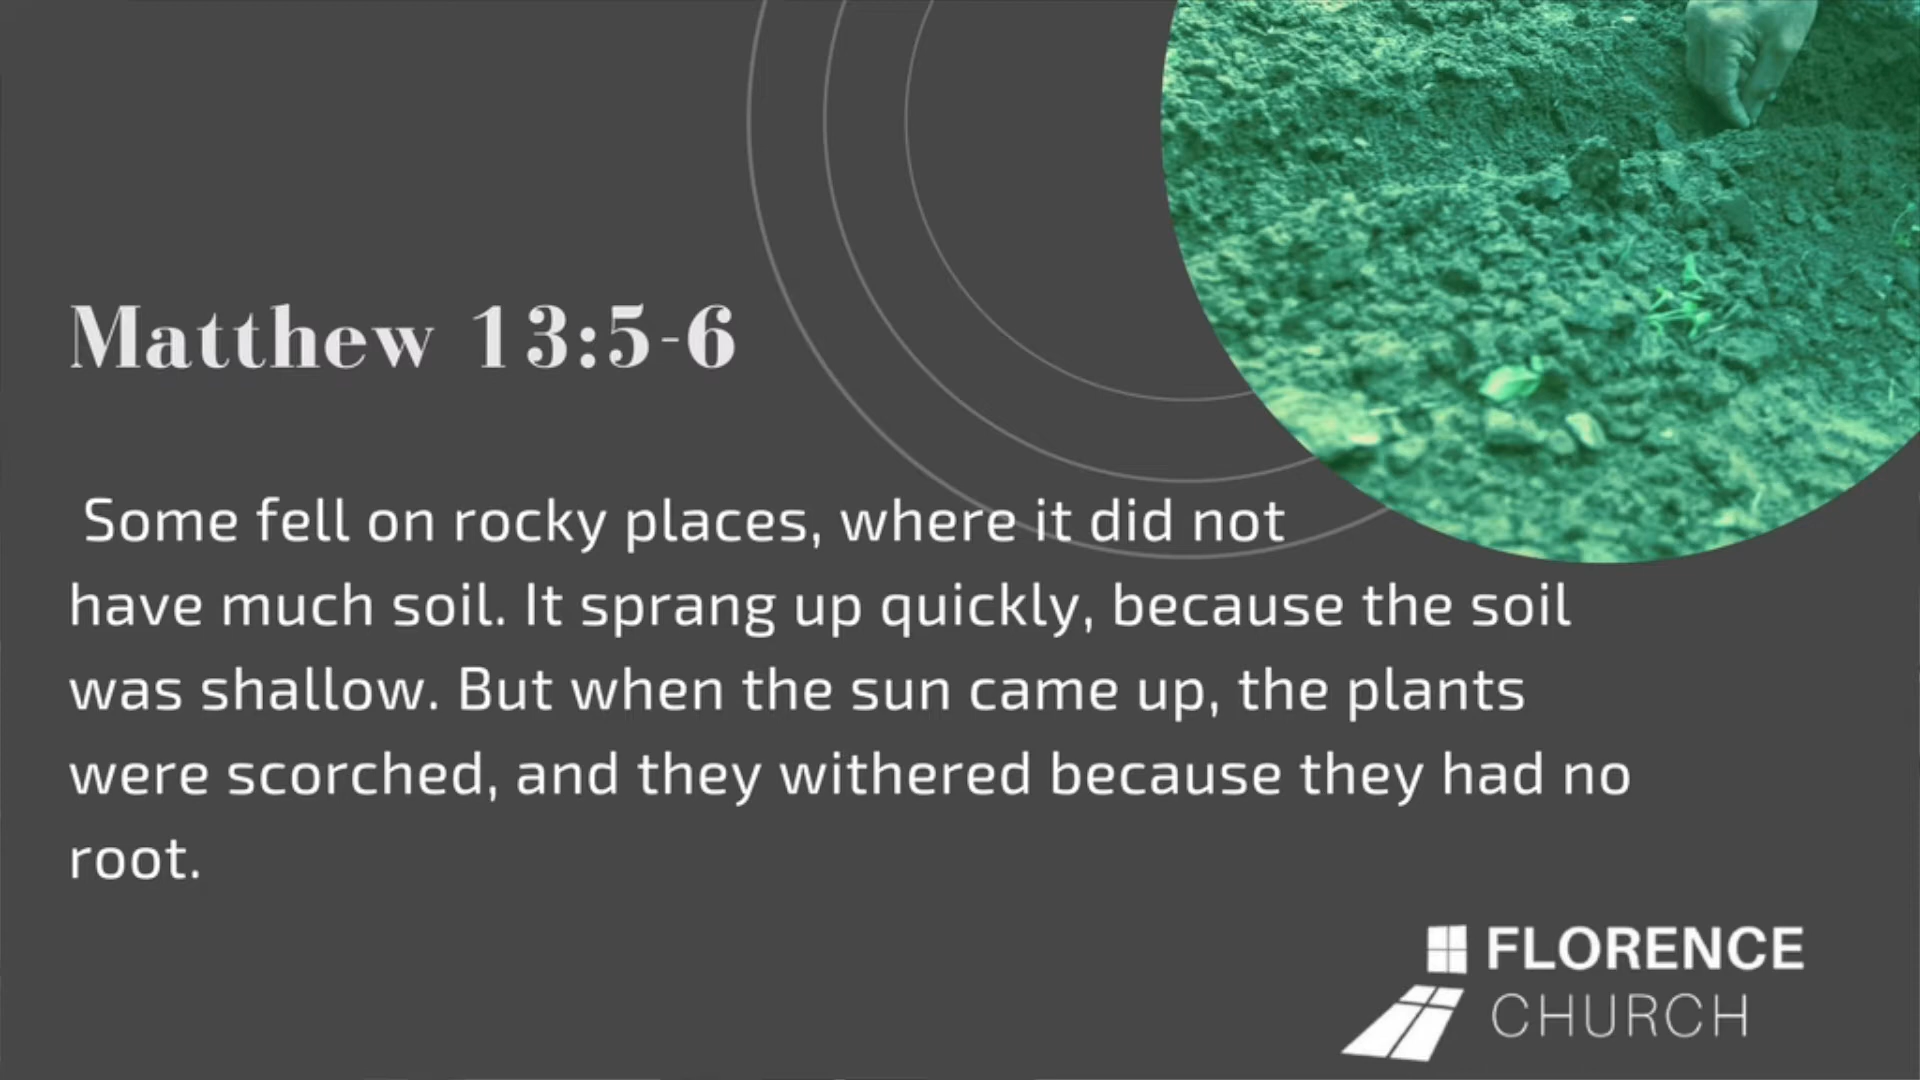 Matthew 13:5-6
Some fell on rocky places, where it did not
have much soil. It sprang up quickly, because the soil
was shallow. But when the sun came up, the plants
were scorched, and they withered because they had no
root.
FLORENCE
CHURCH